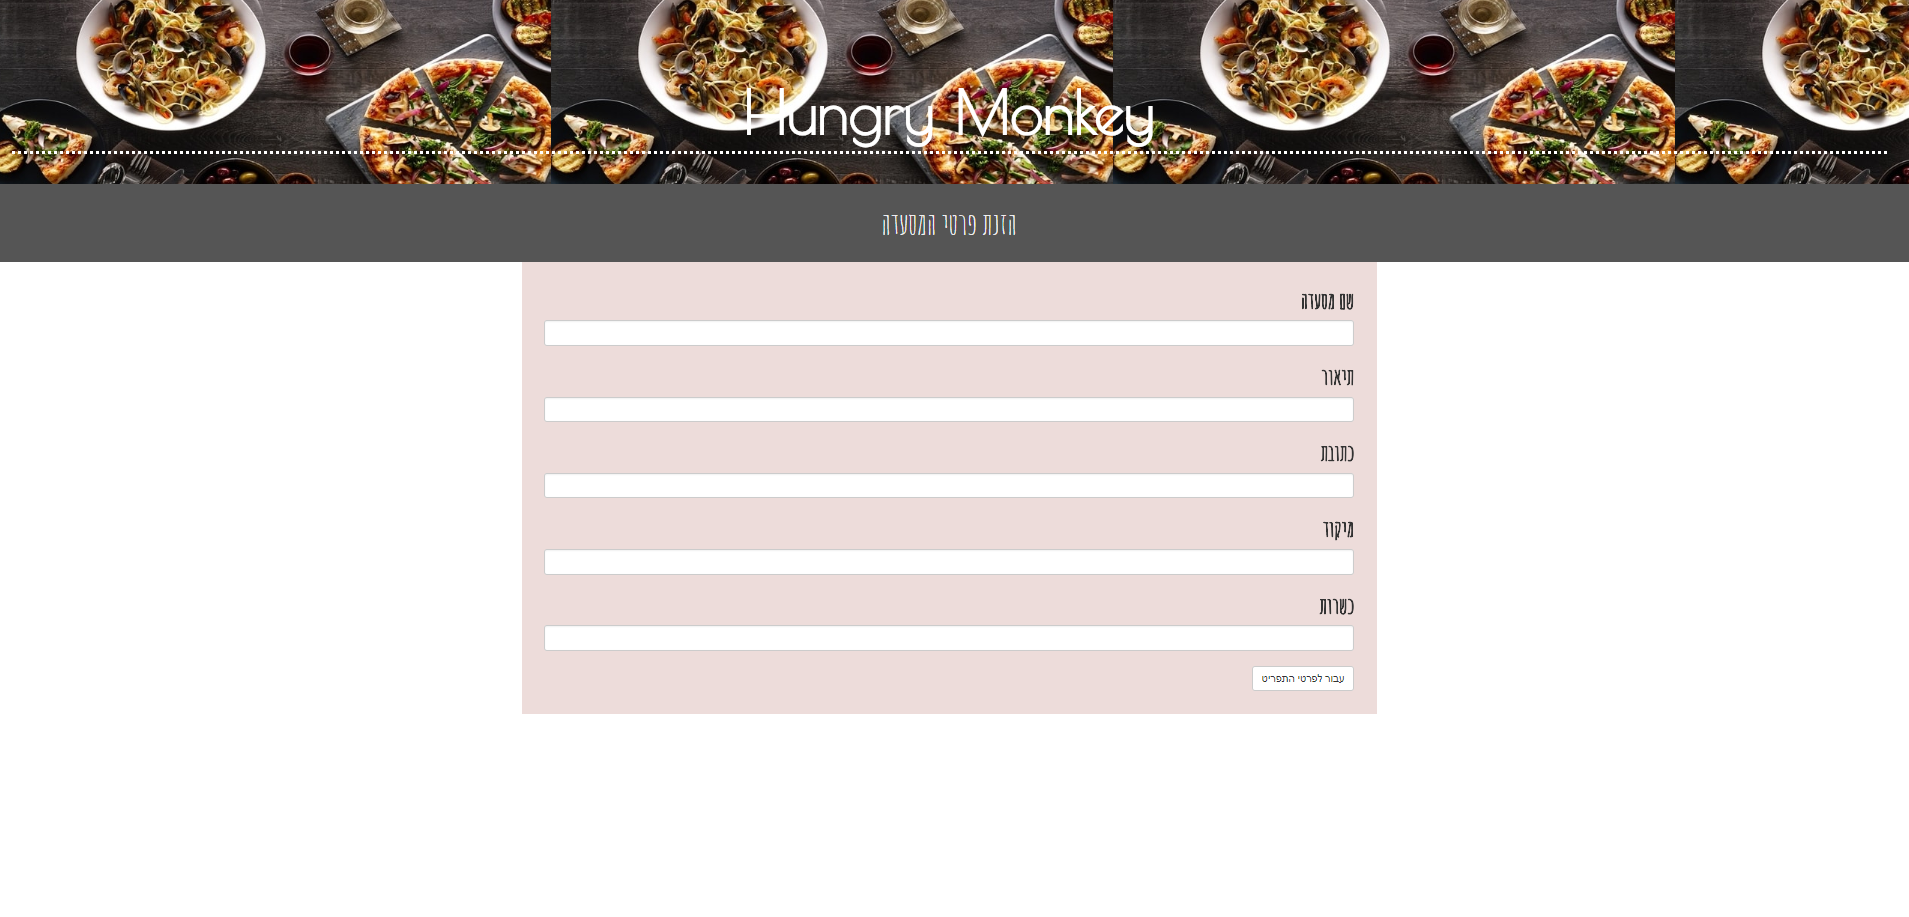 Hungry Monkey
הזנת פרטי המסעדה
שם מסעדה
תיאור
כתובת
מיקוד
כשרות
עבור לפרטי התפריט